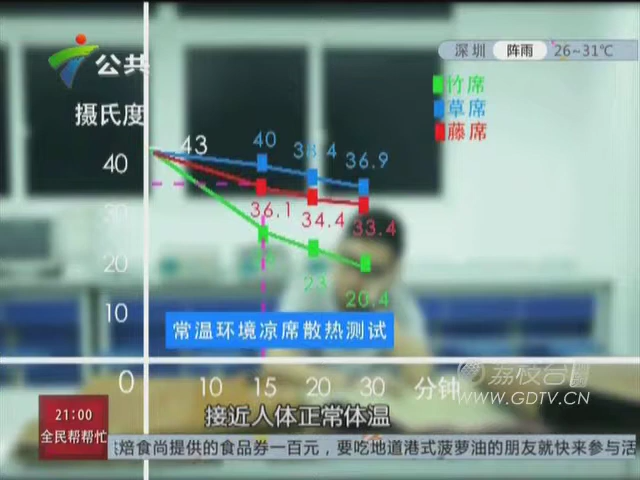 公共
深圳 阵雨 26~31℃
摄氏度
竹席
草席
藤席
43
40
36.9
40
36.1
34.4
33.4
23
20.4
20
10
常温环境凉席散热测试
0
10 15 20 30 分钟
荔枝台
WWW.GDTV.CN
接近人体正常体温
21:00
全民帮帮忙
焙食尚提供的食品券一百元，要吃地道港式菠萝油的朋友就快来参与活